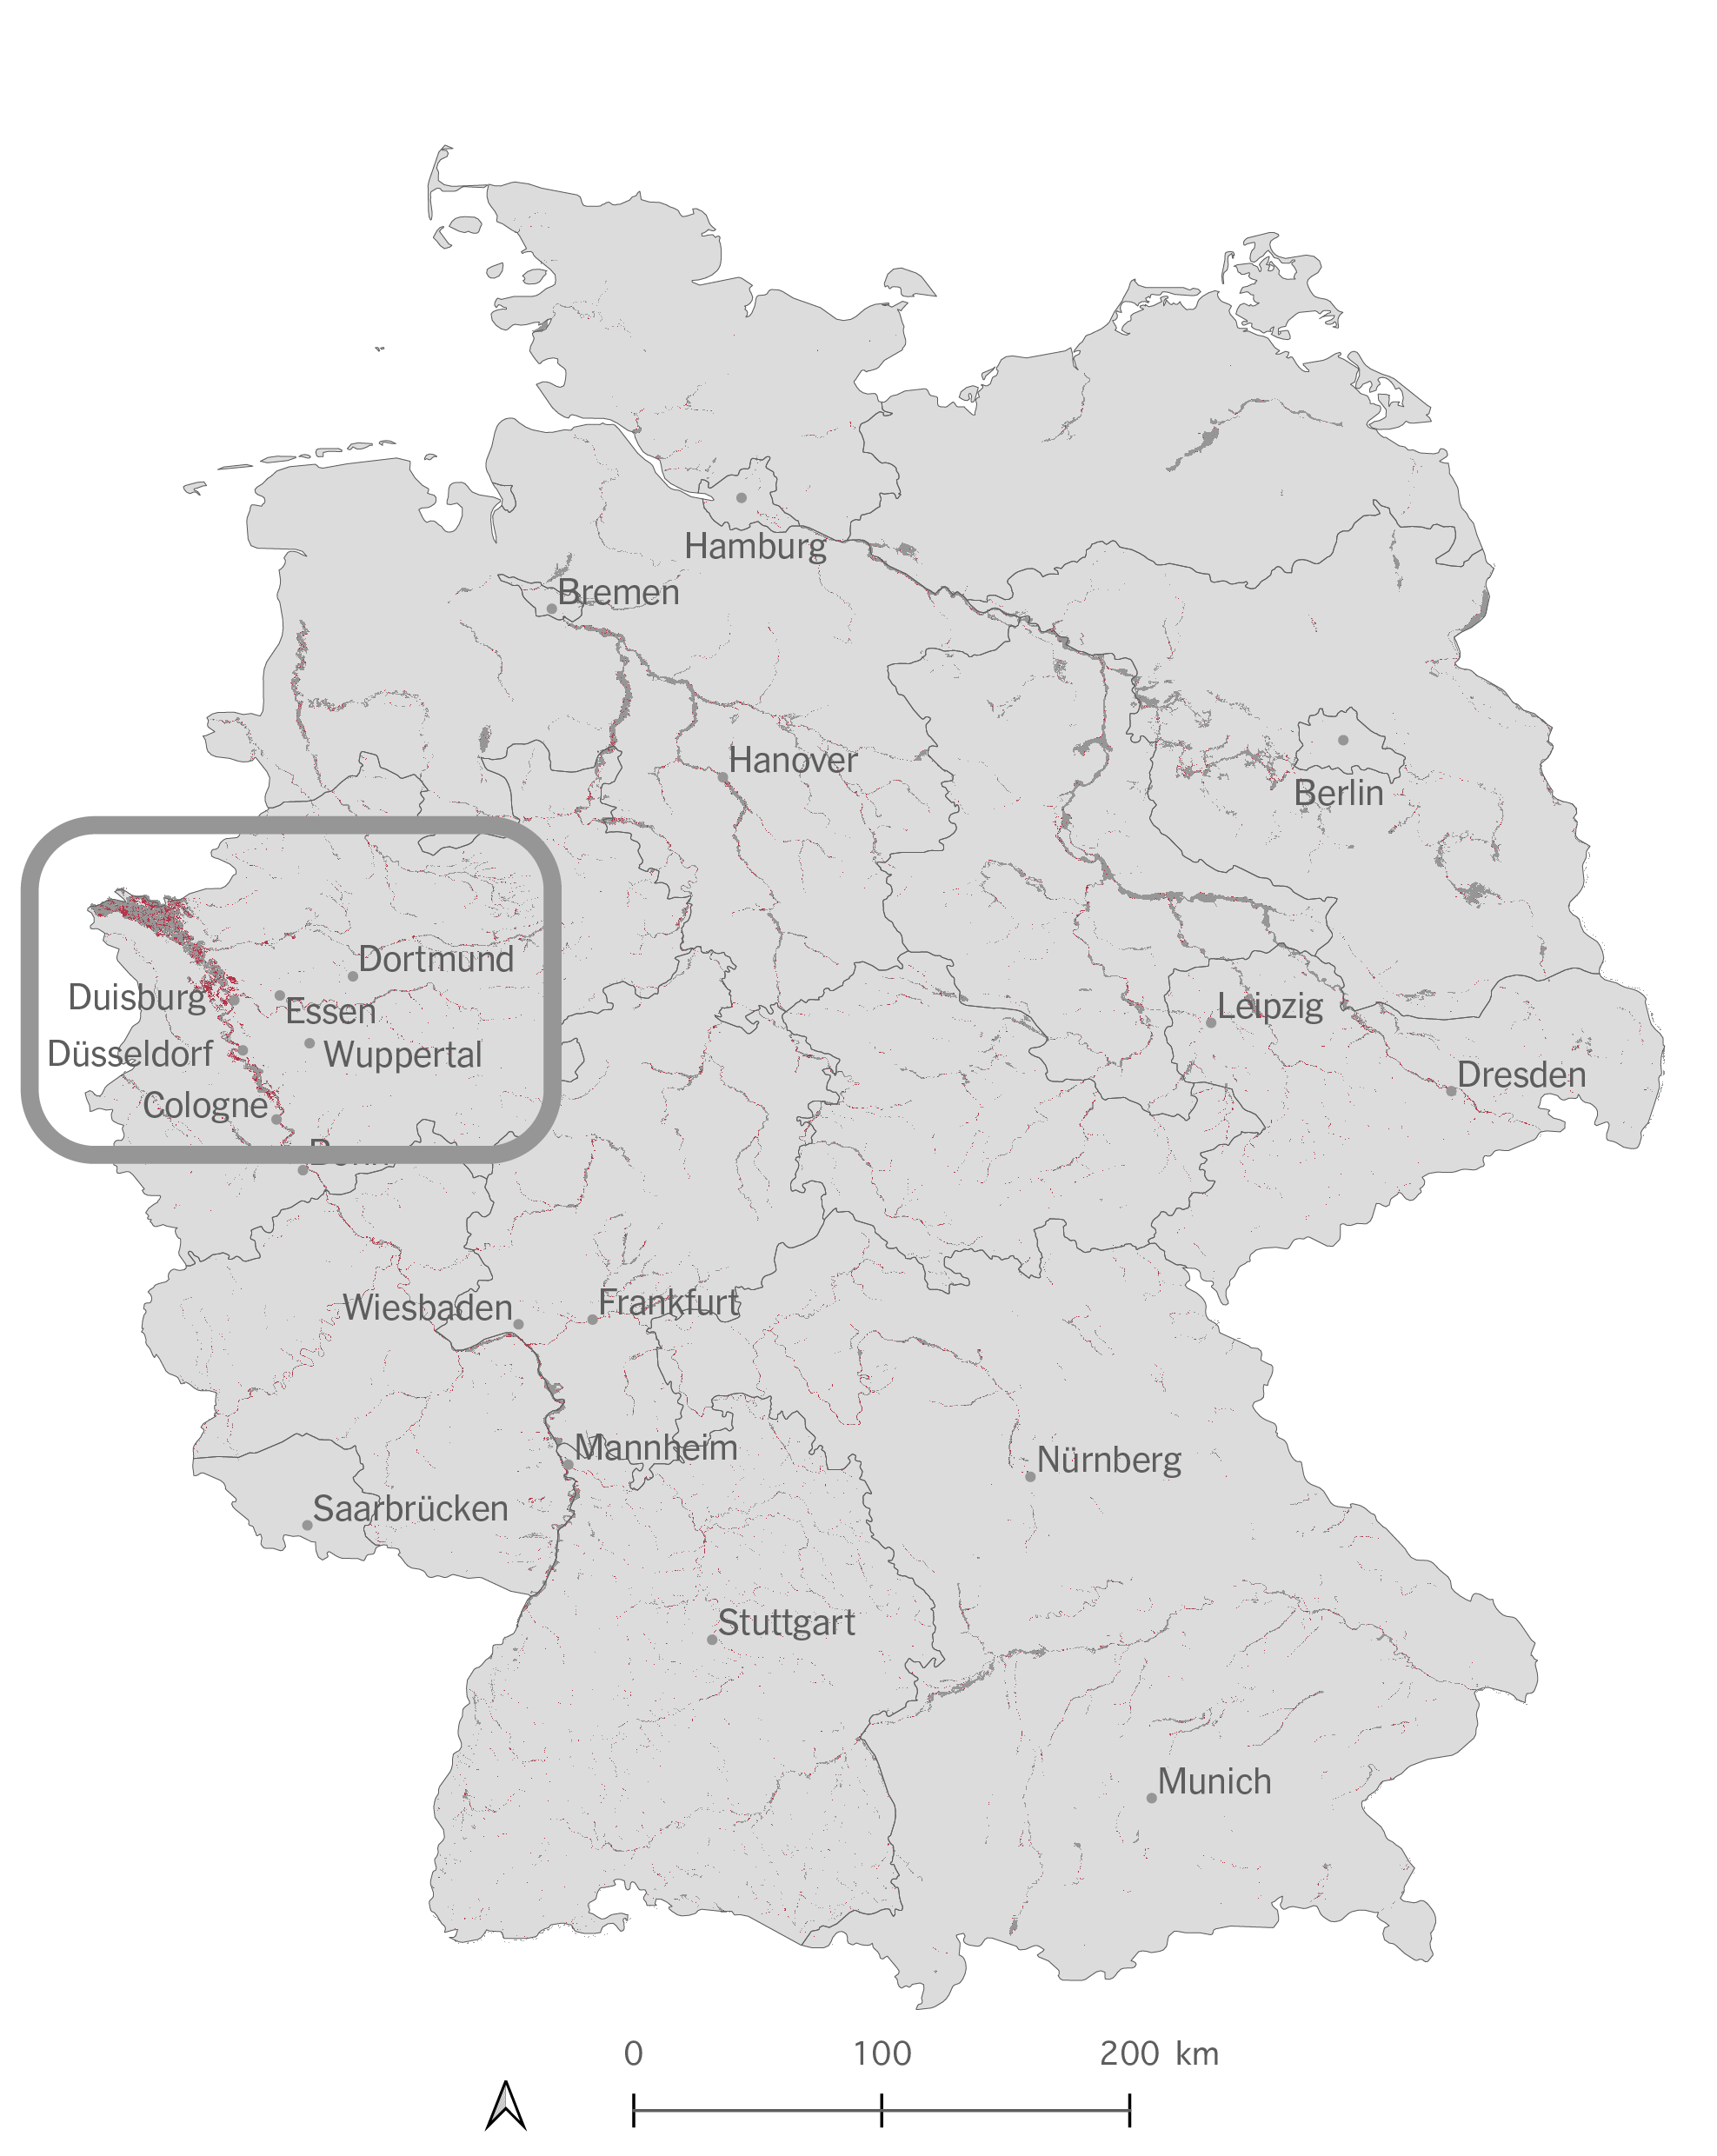 Hamburg
Bremen
Hanover
Berlin
Dortmund
Duisburg
Essen
Leipzig
Düsseldorf
Wuppertal
Dresden
Cologne
Wiesbaden
Frankfurt
Mannheim
Nürnberg
Saarbrücken
Stuttgart
Munich
0 100 200 km